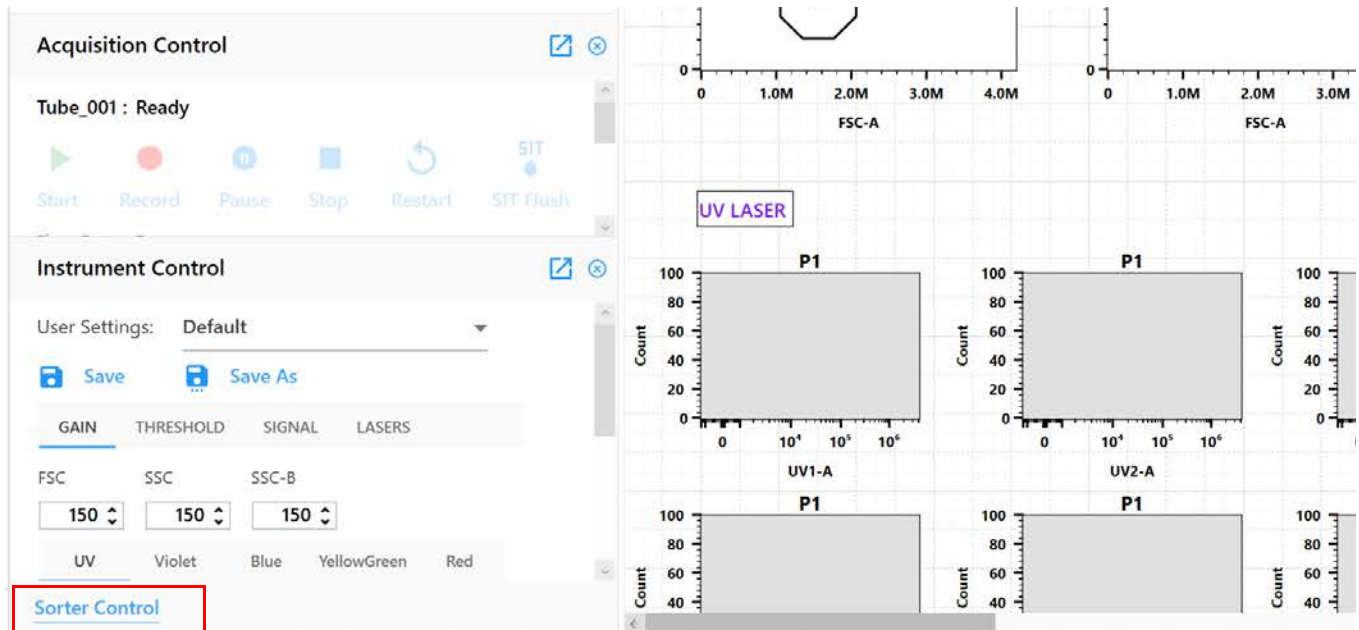 Acquisition Control
Tube_001 : Ready
Start Record Pause Stop Restart SIT SIT Flush
Instrument Control
User Settings: Default
Save Save As
GAIN THRESHOLD SIGNAL LASERS
FSC SSC SSC-B
150 150 150
UV Violet Blue YellowGreen Red
Sorter Control
0 0
0 1.0M 2.0M 3.0M 4.0M 0 1.0M 2.0M 3.0M
FSC-A FSC-A
UV LASER
P1 P1
100 100 100
80 80 80
60 60 60
Count Count Count
40 40 40
20 20 20
0 0 0
0 10⁴ 10⁵ 10⁶ 0 10⁴ 10⁵ 10⁶
UV1-A UV2-A
P1 P1
100 100 100
80 80 80
60 60 60
Count Count Count
40 40 40